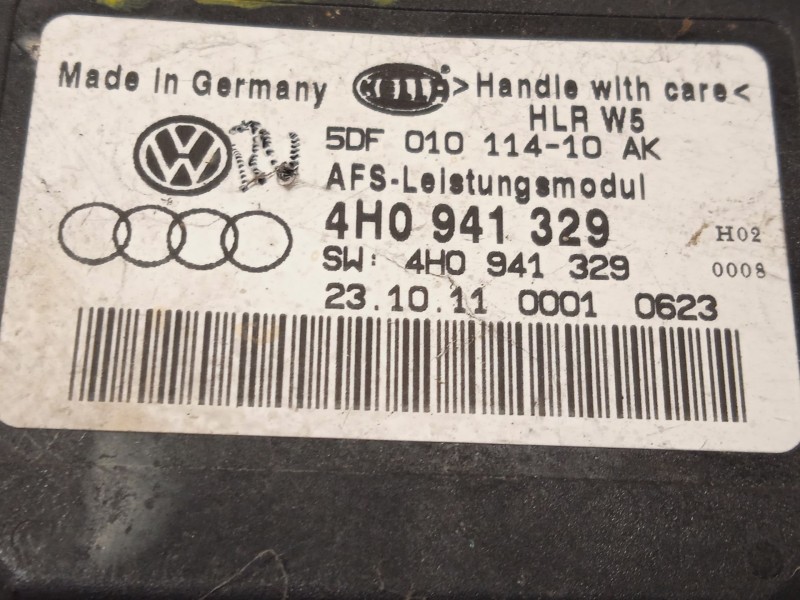 Made in Germany HELLA >Handle with care<
HLR W5
5DF 010 114-10 AK
AFS-Leistungsmodul
4H0 941 329 H02
SW: 4H0 941 329 0008
23.10.11 0001 0623